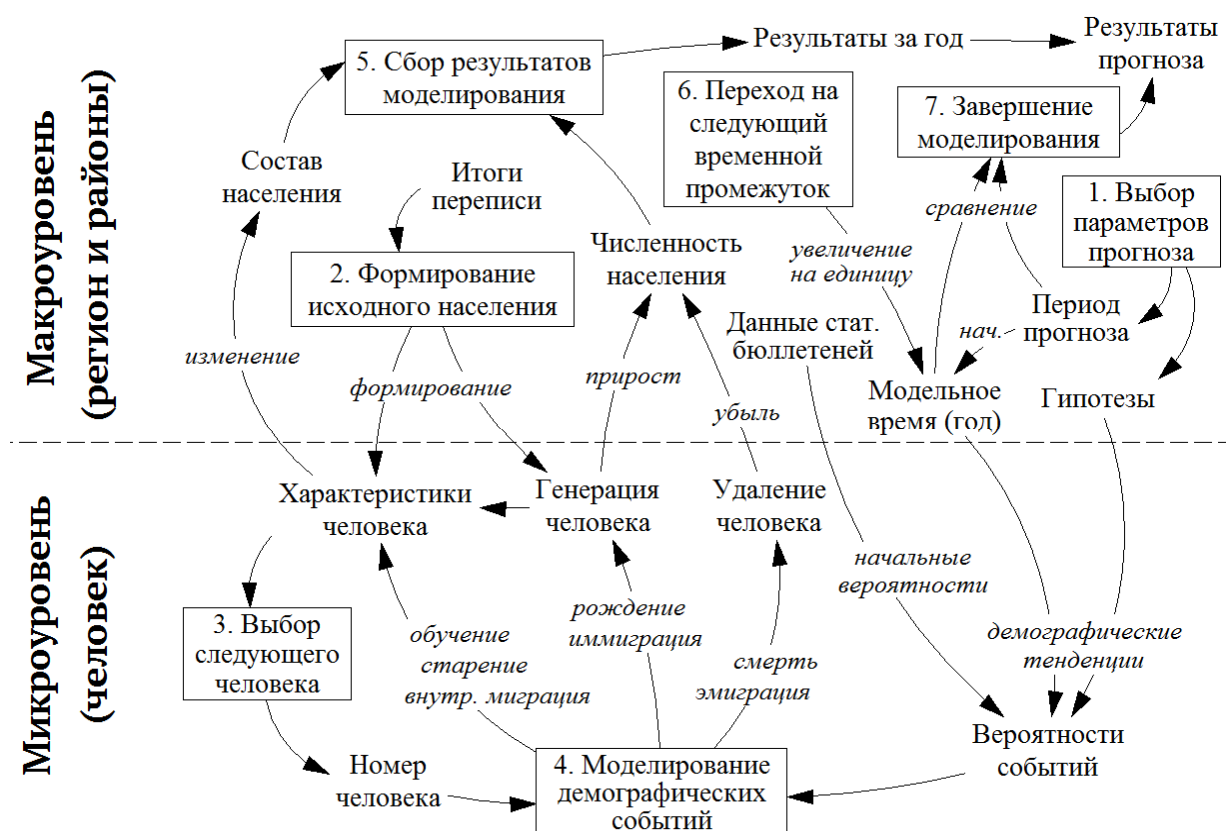 Макроуровень
(регион и районы)
Микроуровень
(человек)
5. Сбор результатов
моделирования
Результаты за год
Результаты
прогноза
6. Переход на
следующий
временной
промежуток
7. Завершение
моделирования
Состав
населения
Итоги
переписи
1. Выбор
параметров
прогноза
сравнение
Численность
населения
увеличение
на единицу
2. Формирование
исходного населения
Период
прогноза
нач.
Данные стат.
бюллетеней
изменение
формирование
прирост
убыль
Модельное
время (год)
Гипотезы
Характеристики
человека
Генерация
человека
Удаление
человека
начальные
вероятности
3. Выбор
следующего
человека
обучение
старение
внутр. миграция
рождение
иммиграция
смерть
эмиграция
демографические
тенденции
Номер
человека
4. Моделирование
демографических
событий
Вероятности
событий